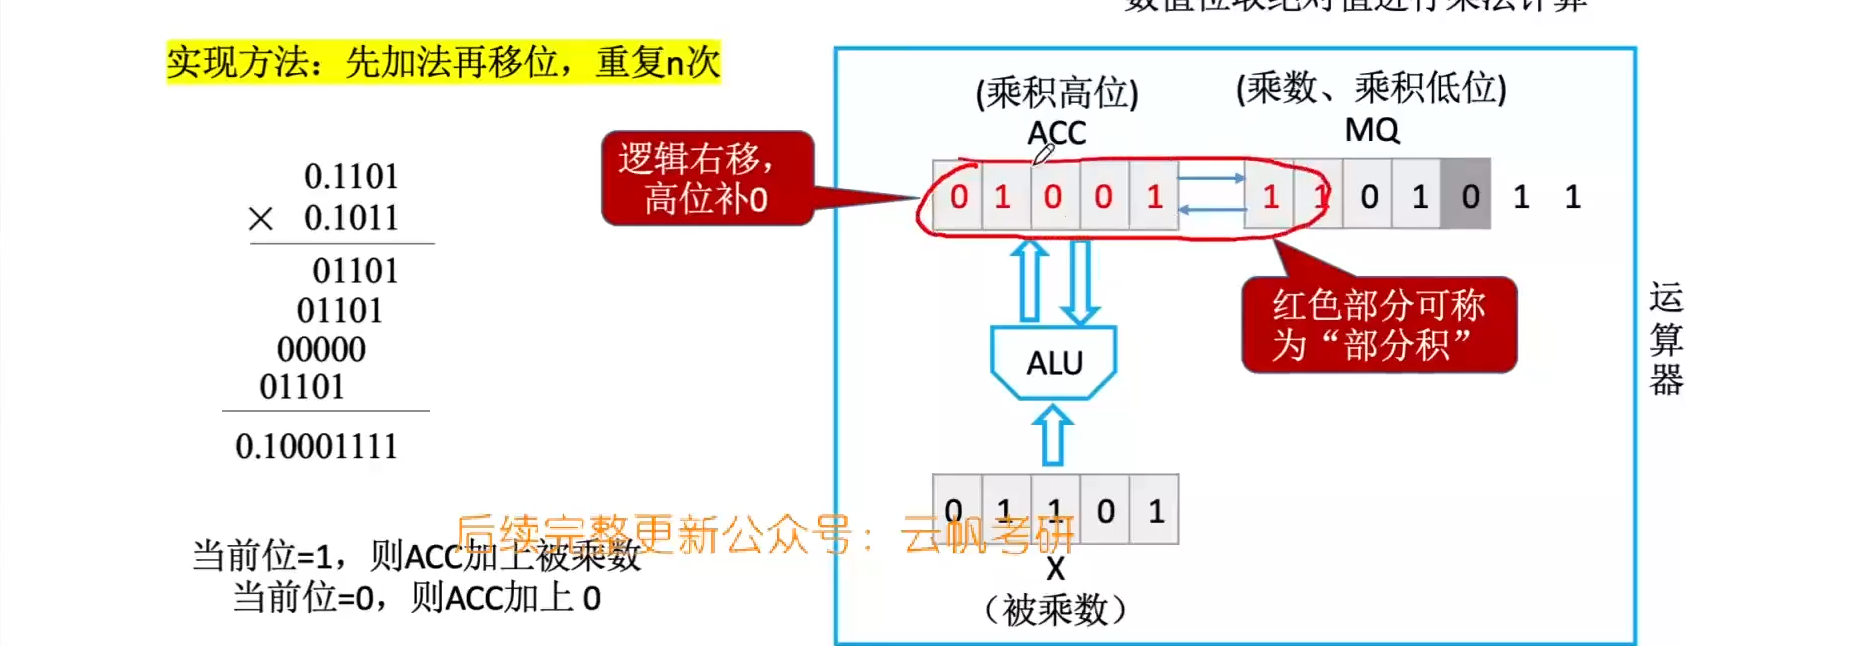 实现方法：先加法再移位，重复n次
(乘积高位)
ACC
(乘数、乘积低位)
MQ
逻辑右移，
高位补0
0 1 0 0 1
1 1 0 1 0 1 1
0.1101
× 0.1011
01101
01101
00000
01101
0.10001111
红色部分可称
为“部分积”
ALU
运算器
0 1 1 0 1
X
（被乘数）
后续完整更新公众号：云帆考研
当前位=1，则ACC加上被乘数
当前位=0，则ACC加上 0